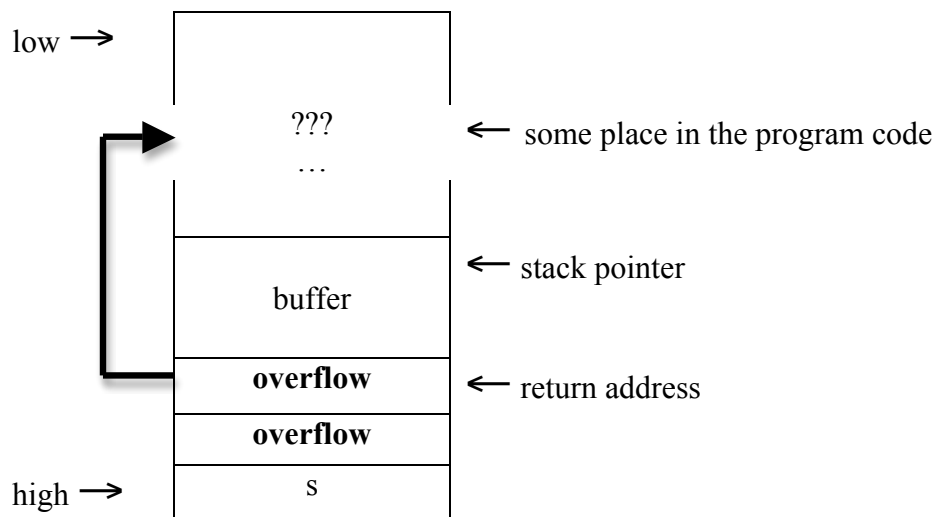 low →
???
← some place in the program code
…
← stack pointer
buffer
overflow
← return address
overflow
s
high →